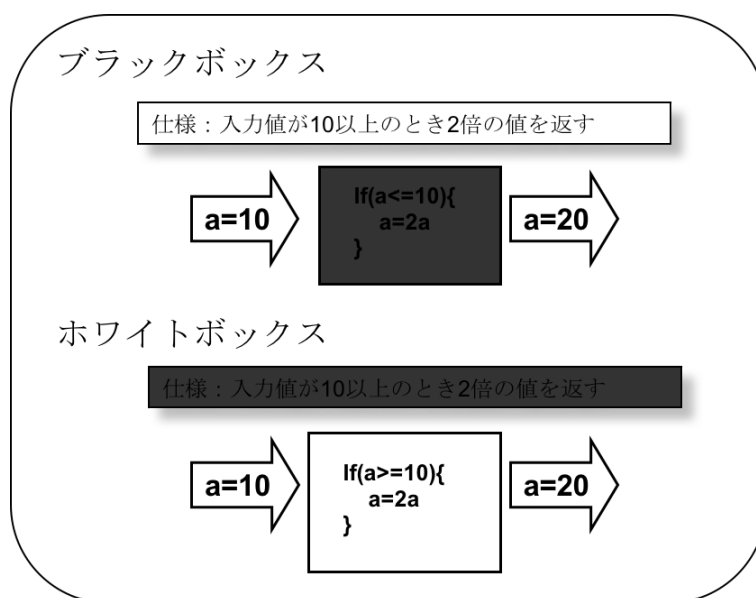 ブラックボックス
仕様：入力値が10以上のとき2倍の値を返す
a=10
If(a<=10){
a=2a
}
a=20
ホワイトボックス
仕様：入力値が10以上のとき2倍の値を返す
a=10
If(a>=10){
a=2a
}
a=20